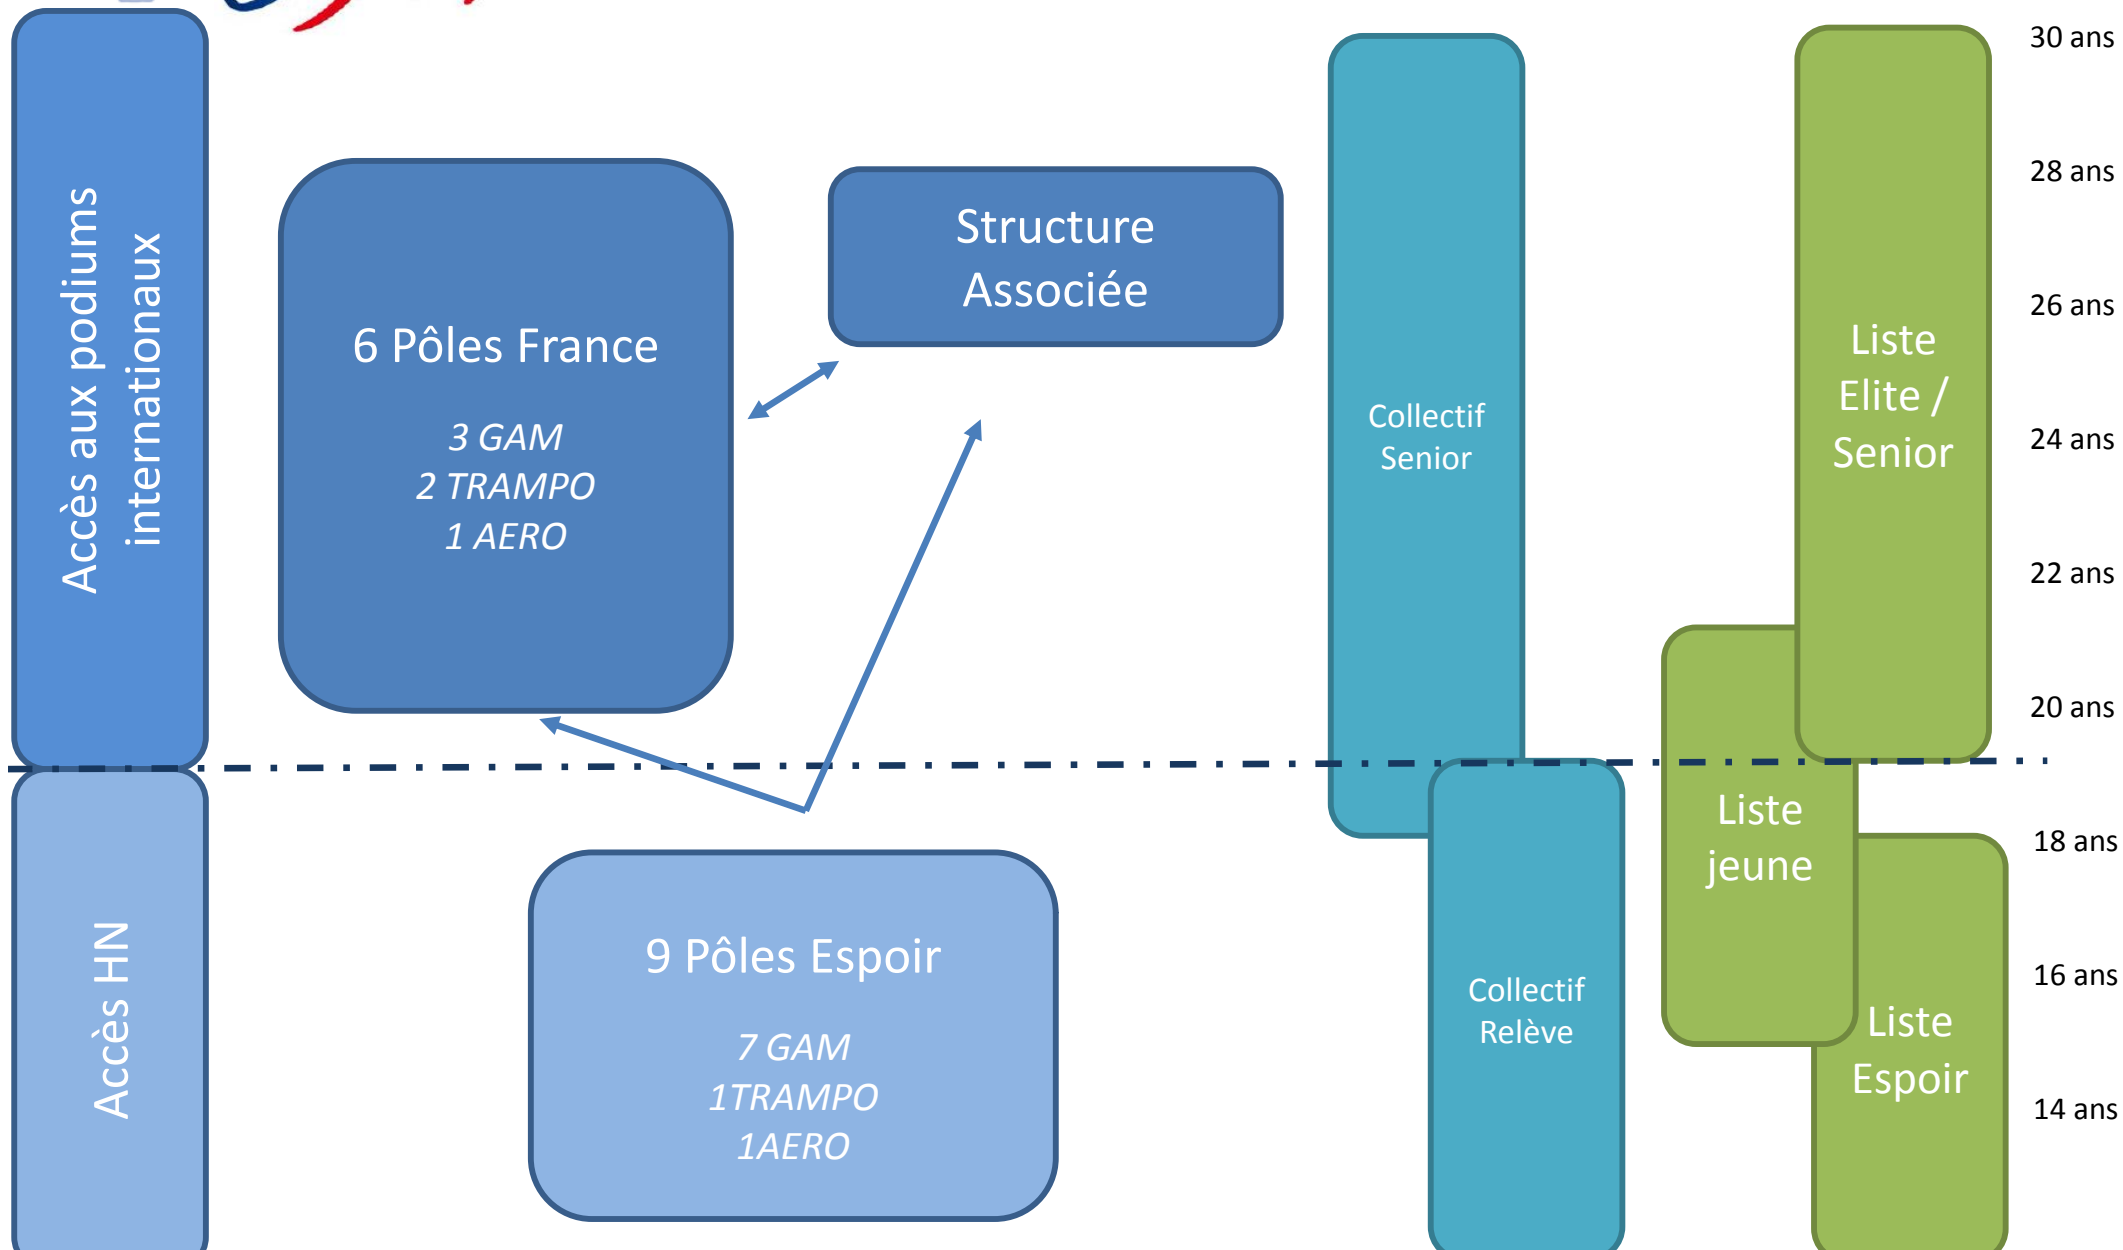 Accès aux podiums
internationaux
Accès HN
6 Pôles France
3 GAM
2 TRAMPO
1 AERO
Structure
Associée
9 Pôles Espoir
7 GAM
1TRAMPO
1AERO
Collectif
Senior
Collectif
Relève
Liste
Elite /
Senior
Liste
jeune
Liste
Espoir
30 ans
28 ans
26 ans
24 ans
22 ans
20 ans
18 ans
16 ans
14 ans